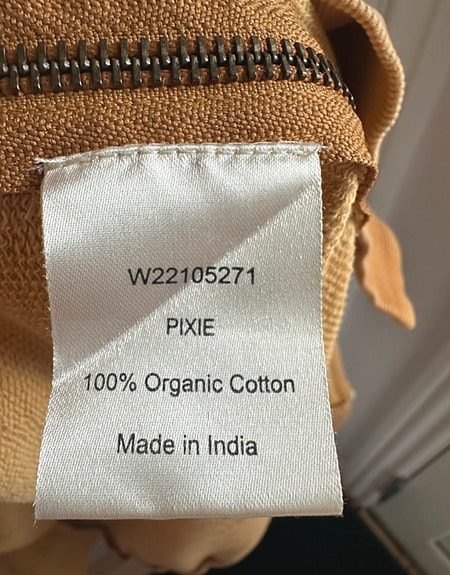 W22105271
PIXIE
100% Organic Cotton
Made in India